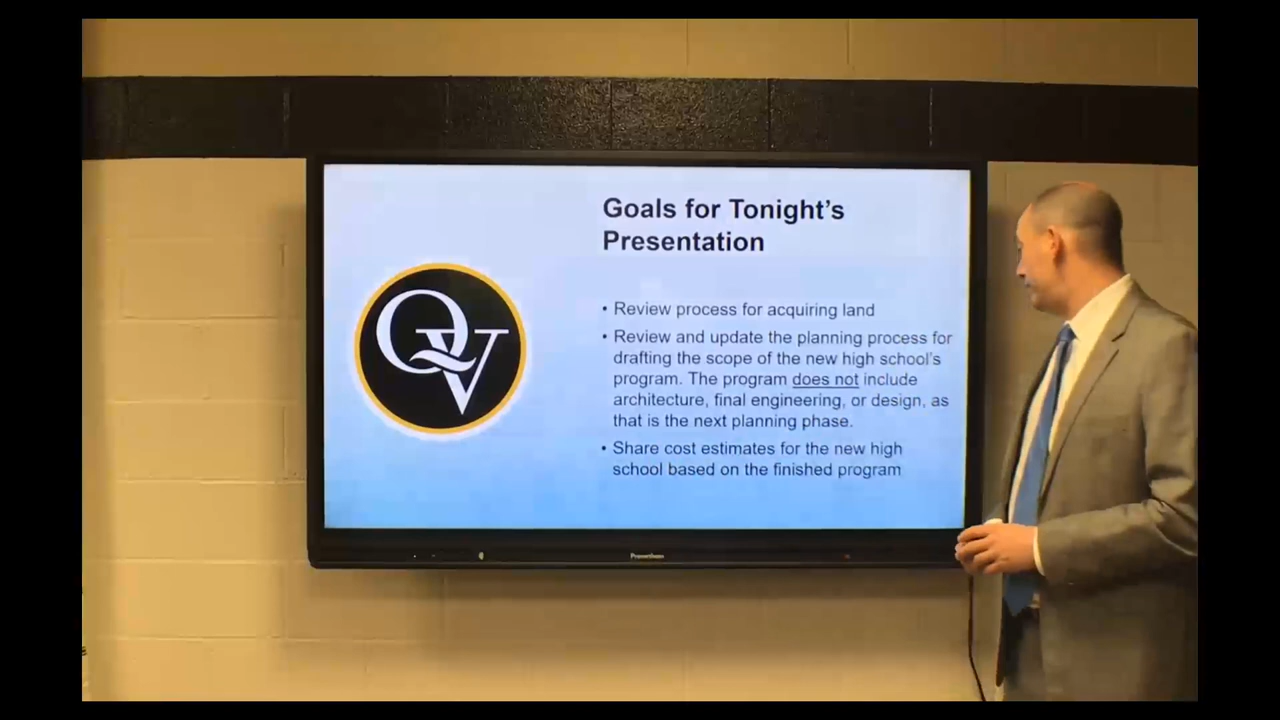 Goals for Tonight's
Presentation
• Review process for acquiring land
• Review and update the planning process for
drafting the scope of the new high school's
program. The program does not include
architecture, final engineering, or design, as
that is the next planning phase.
• Share cost estimates for the new high
school based on the finished program
QV
Promethean